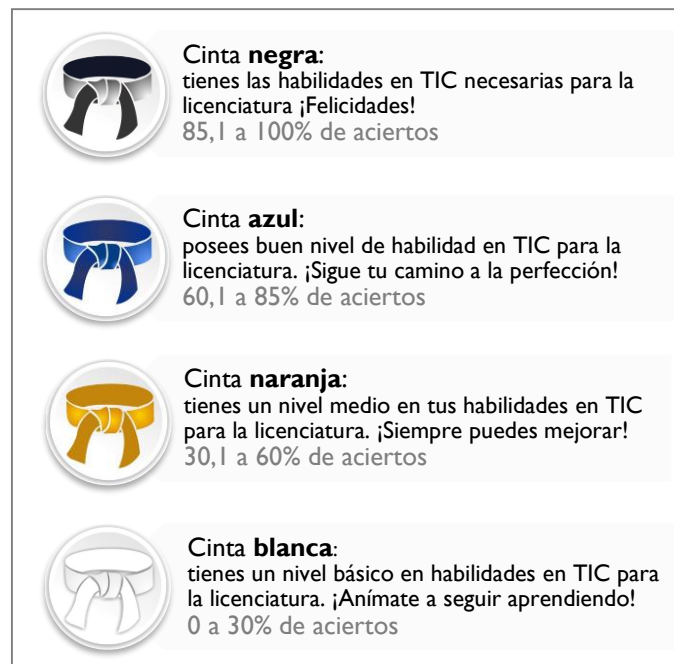 Cinta negra:
tienes las habilidades en TIC necesarias para la
licenciatura ¡Felicidades!
85,1 a 100% de aciertos
Cinta azul:
posees buen nivel de habilidad en TIC para la
licenciatura. ¡Sigue tu camino a la perfección!
60,1 a 85% de aciertos
Cinta naranja:
tienes un nivel medio en tus habilidades en TIC
para la licenciatura. ¡Siempre puedes mejorar!
30,1 a 60% de aciertos
Cinta blanca:
tienes un nivel básico en habilidades en TIC para
la licenciatura. ¡Anímate a seguir aprendiendo!
0 a 30% de aciertos